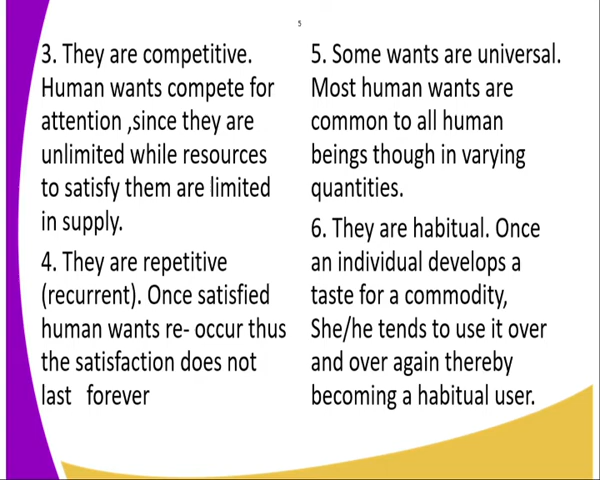 5
3. They are competitive.
Human wants compete for
attention ,since they are
unlimited while resources
to satisfy them are limited
in supply.
4. They are repetitive
(recurrent). Once satisfied
human wants re- occur thus
the satisfaction does not
last forever
5. Some wants are universal.
Most human wants are
common to all human
beings though in varying
quantities.
6. They are habitual. Once
an individual develops a
taste for a commodity,
She/he tends to use it over
and over again thereby
becoming a habitual user.